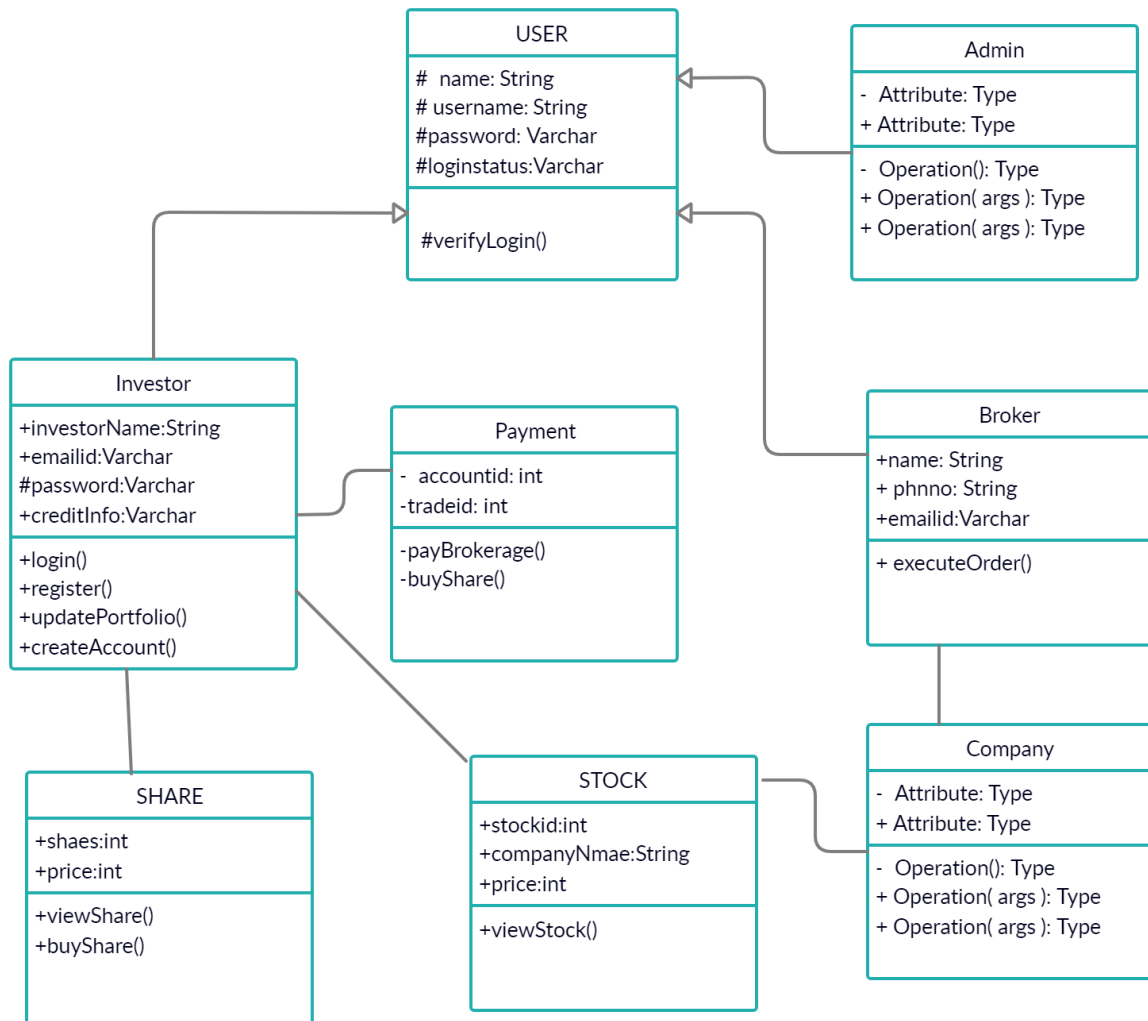 USER
# name: String
# username: String
#password: Varchar
#loginstatus:Varchar
#verifyLogin()
Admin
- Attribute: Type
+ Attribute: Type
- Operation(): Type
+ Operation( args ): Type
+ Operation( args ): Type
Investor
+investorName:String
+emailid:Varchar
#password:Varchar
+creditInfo:Varchar
+login()
+register()
+updatePortfolio()
+createAccount()
Payment
- accountid: int
-tradeid: int
-payBrokerage()
-buyShare()
Broker
+name: String
+ phnno: String
+emailid:Varchar
+ executeOrder()
SHARE
+shaes:int
+price:int
+viewShare()
+buyShare()
STOCK
+stockid:int
+companyNmae:String
+price:int
+viewStock()
Company
- Attribute: Type
+ Attribute: Type
- Operation(): Type
+ Operation( args ): Type
+ Operation( args ): Type